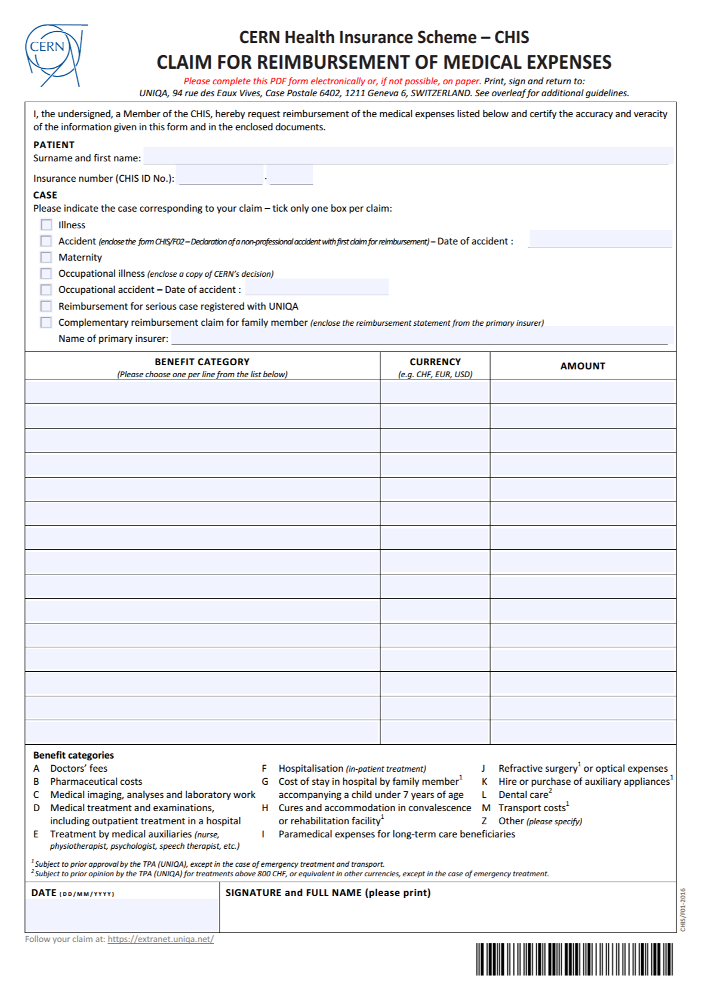 CERN
CERN Health Insurance Scheme – CHIS
CLAIM FOR REIMBURSEMENT OF MEDICAL EXPENSES
Please complete this PDF form electronically or, if not possible, on paper. Print, sign and return to:
UNIQA, 94 rue des Eaux Vives, Case Postale 6402, 1211 Geneva 6, SWITZERLAND. See overleaf for additional guidelines.
I, the undersigned, a Member of the CHIS, hereby request reimbursement of the medical expenses listed below and certify the accuracy and veracity
of the information given in this form and in the enclosed documents.
PATIENT
Surname and first name:
Insurance number (CHIS ID No.): .
CASE
Please indicate the case corresponding to your claim – tick only one box per claim:
Illness
Accident (enclose the form CHIS/F02 – Declaration of a non-professional accident with first claim for reimbursement) – Date of accident :
Maternity
Occupational illness (enclose a copy of CERN's decision)
Occupational accident – Date of accident :
Reimbursement for serious case registered with UNIQA
Complementary reimbursement claim for family member (enclose the reimbursement statement from the primary insurer)
Name of primary insurer:
BENEFIT CATEGORY
(Please choose one per line from the list below)
CURRENCY
(e.g. CHF, EUR, USD)
AMOUNT
Benefit categories
A Doctors' fees
B Pharmaceutical costs
C Medical imaging, analyses and laboratory work
D Medical treatment and examinations,
including outpatient treatment in a hospital
E Treatment by medical auxiliaries (nurse,
physiotherapist, psychologist, speech therapist, etc.)
F Hospitalisation (in-patient treatment)
G Cost of stay in hospital by family member¹
accompanying a child under 7 years of age
H Cures and accommodation in convalescence
or rehabilitation facility¹
I Paramedical expenses for long-term care beneficiaries
J Refractive surgery¹ or optical expenses
K Hire or purchase of auxiliary appliances¹
L Dental care²
M Transport costs¹
Z Other (please specify)
¹ Subject to prior approval by the TPA (UNIQA), except in the case of emergency treatment and transport.
² Subject to prior opinion by the TPA (UNIQA) for treatments above 800 CHF, or equivalent in other currencies, except in the case of emergency treatment.
DATE (DD/MM/YYYY)
SIGNATURE and FULL NAME (please print)
CHIS/F01-2016
Follow your claim at: https://extranet.uniqa.net/